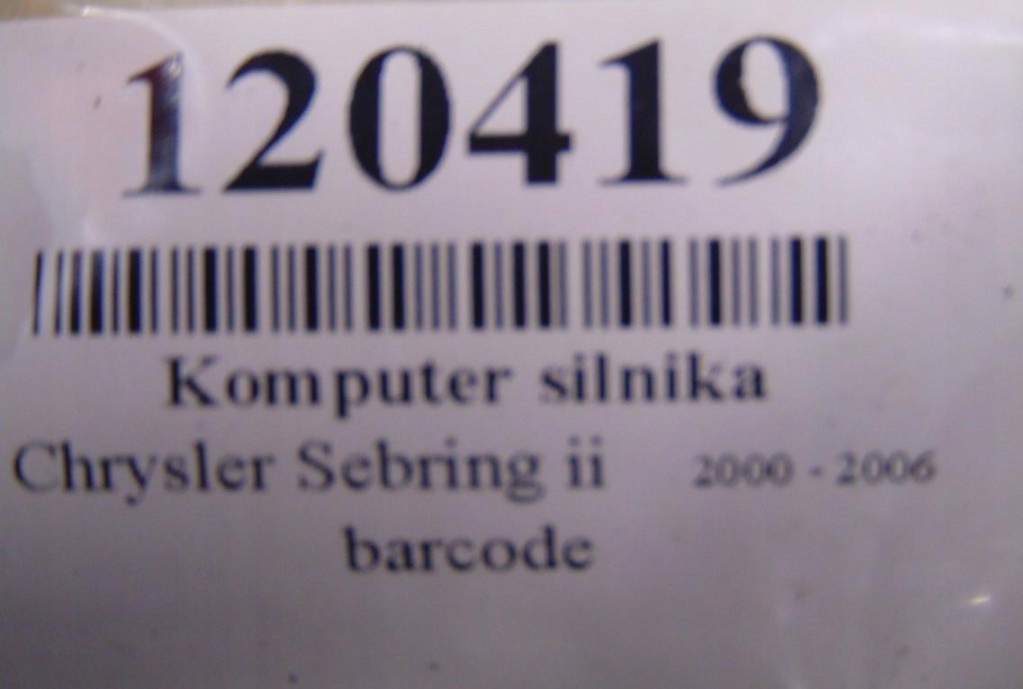 120419
Komputer silnika
Chrysler Sebring ii 2000 - 2006
barcode